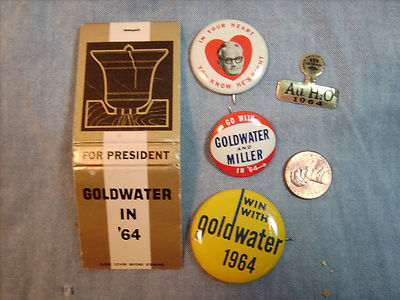 FOR PRESIDENT
GOLDWATER
IN
'64
CLOSE COVER BEFORE STRIKING
IN YOUR HEART
YOU KNOW HE'S RIGHT
GO WITH
GOLDWATER
AND
MILLER
IN '64
WIN
WITH
goldwater
1964
Au H2O
1964